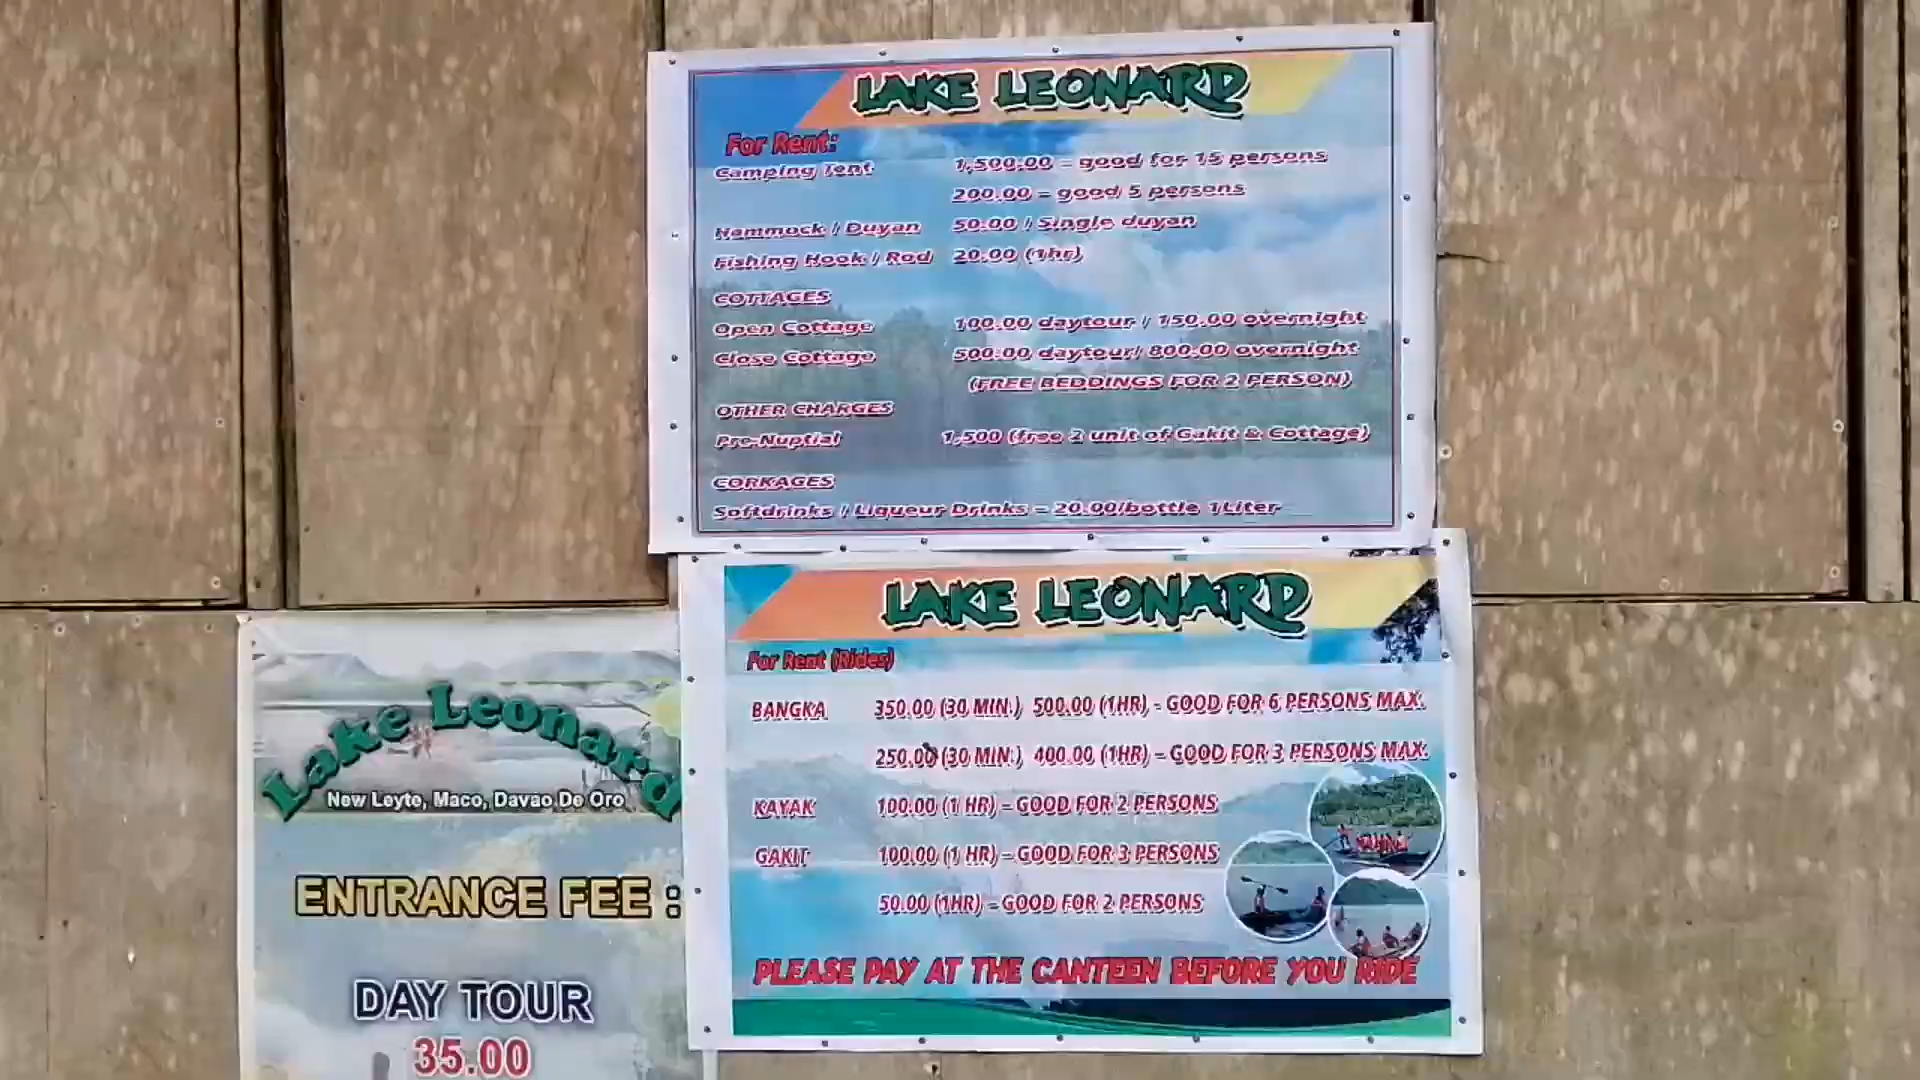 LAKE LEONARD
For Rent:
Camping Tent 1,500.00 = good for 15 persons
200.00 = good 5 persons
Hammock / Duyan 50.00 / Single duyan
Fishing Hook / Rod 20.00 (1hr)
COTTAGES
Open Cottage 100.00 daytour / 150.00 overnight
Close Cottage 500.00 daytour/ 800.00 overnight
(FREE BEDDINGS FOR 2 PERSON)
OTHER CHARGES
Pre-Nuptial 1,500 (free 2 unit of Gakit & Cottage)
CORKAGES
Softdrinks / Liqueur Drinks - 20.00/bottle 1Liter
LAKE LEONARD
For Rent (Rides)
BANGKA 350.00 (30 MIN.) 500.00 (1HR) - GOOD FOR 6 PERSONS MAX.
250.00 (30 MIN.) 400.00 (1HR) - GOOD FOR 3 PERSONS MAX.
KAYAK 100.00 (1 HR) - GOOD FOR 2 PERSONS
GAKIT 100.00 (1 HR) - GOOD FOR 3 PERSONS
50.00 (1HR) - GOOD FOR 2 PERSONS
PLEASE PAY AT THE CANTEEN BEFORE YOU RIDE
Lake Leonard
New Leyte, Maco, Davao De Oro
ENTRANCE FEE :
DAY TOUR
35.00